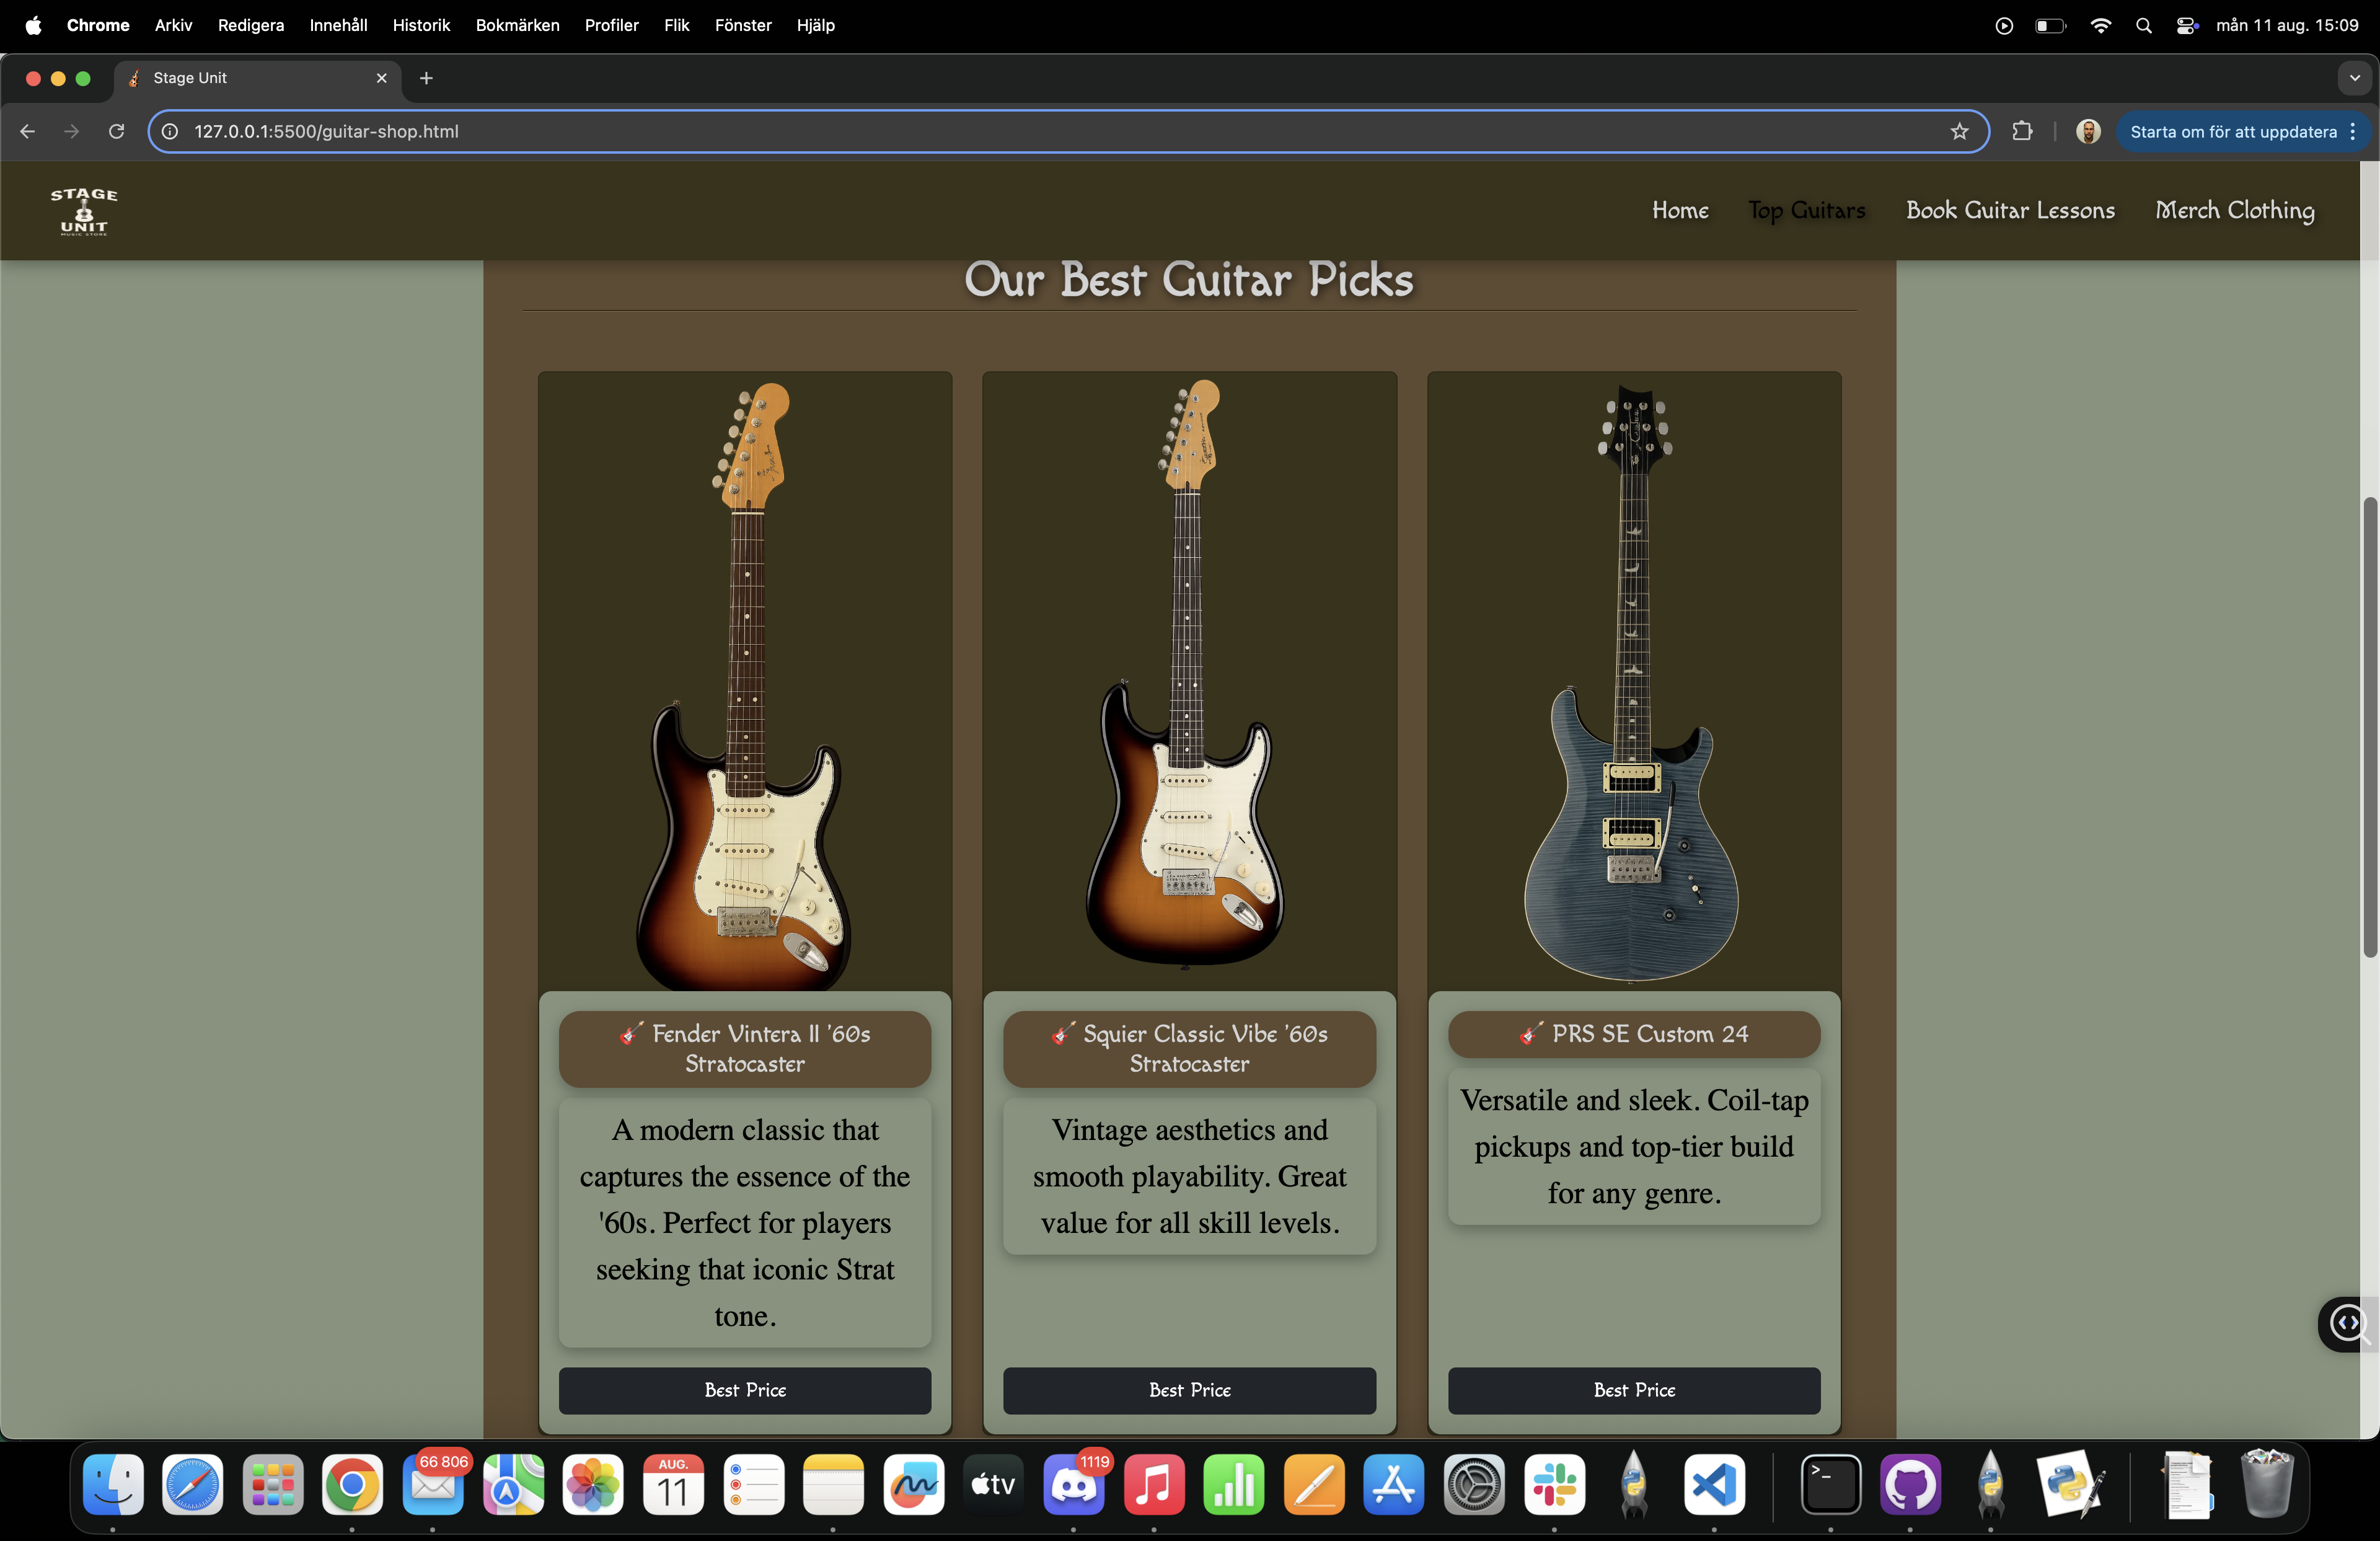 Chrome Arkiv Redigera Innehåll Historik Bokmärken Profiler Flik Fönster Hjälp mån 11 aug. 15:09
Stage Unit
127.0.0.1:5500/guitar-shop.html Starta om för att uppdatera
STAGE
UNIT
MUSIC STORE
Home Top Guitars Book Guitar Lessons Merch Clothing
Our Best Guitar Picks
🎸 Fender Vintera II '60s
Stratocaster
A modern classic that
captures the essence of the
'60s. Perfect for players
seeking that iconic Strat
tone.
Best Price
🎸 Squier Classic Vibe '60s
Stratocaster
Vintage aesthetics and
smooth playability. Great
value for all skill levels.
Best Price
🎸 PRS SE Custom 24
Versatile and sleek. Coil-tap
pickups and top-tier build
for any genre.
Best Price
66 806
AUG.
11
tv
1119
>_